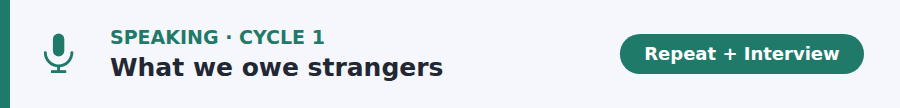 SPEAKING · CYCLE 1
What we owe strangers
Repeat + Interview